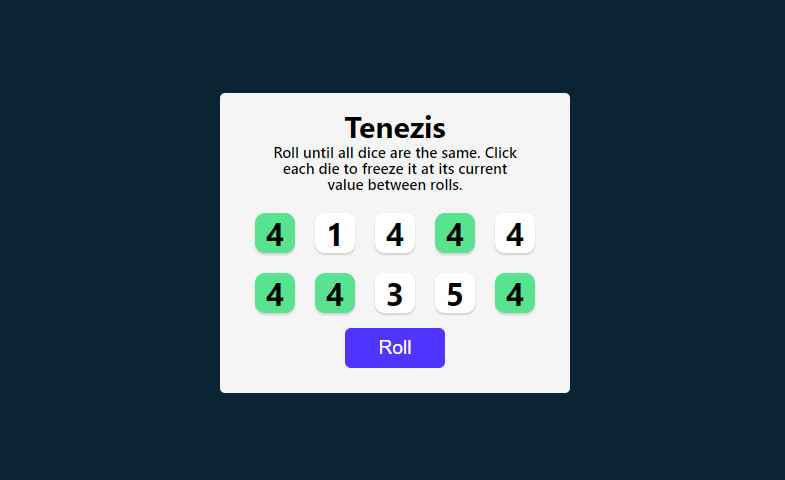 Tenezis
Roll until all dice are the same. Click
each die to freeze it at its current
value between rolls.
4 1 4 4 4
4 4 3 5 4
Roll